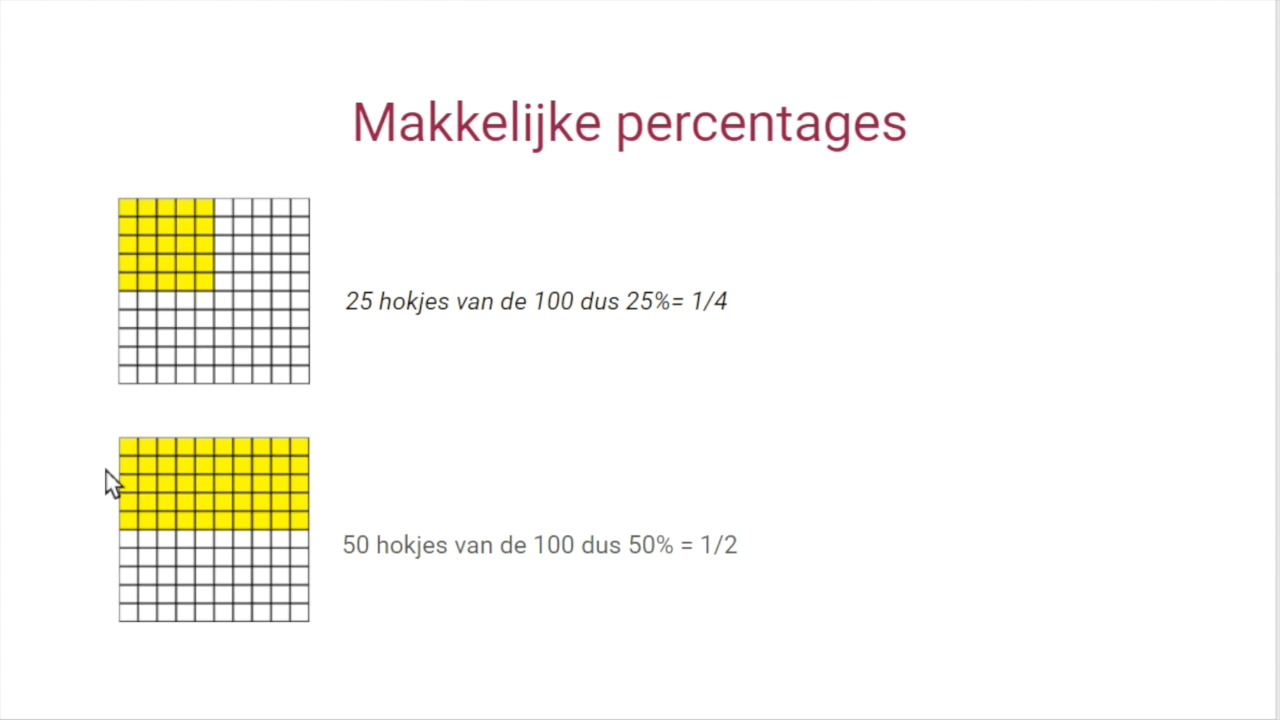 Makkelijke percentages
25 hokjes van de 100 dus 25%= 1/4
50 hokjes van de 100 dus 50% = 1/2